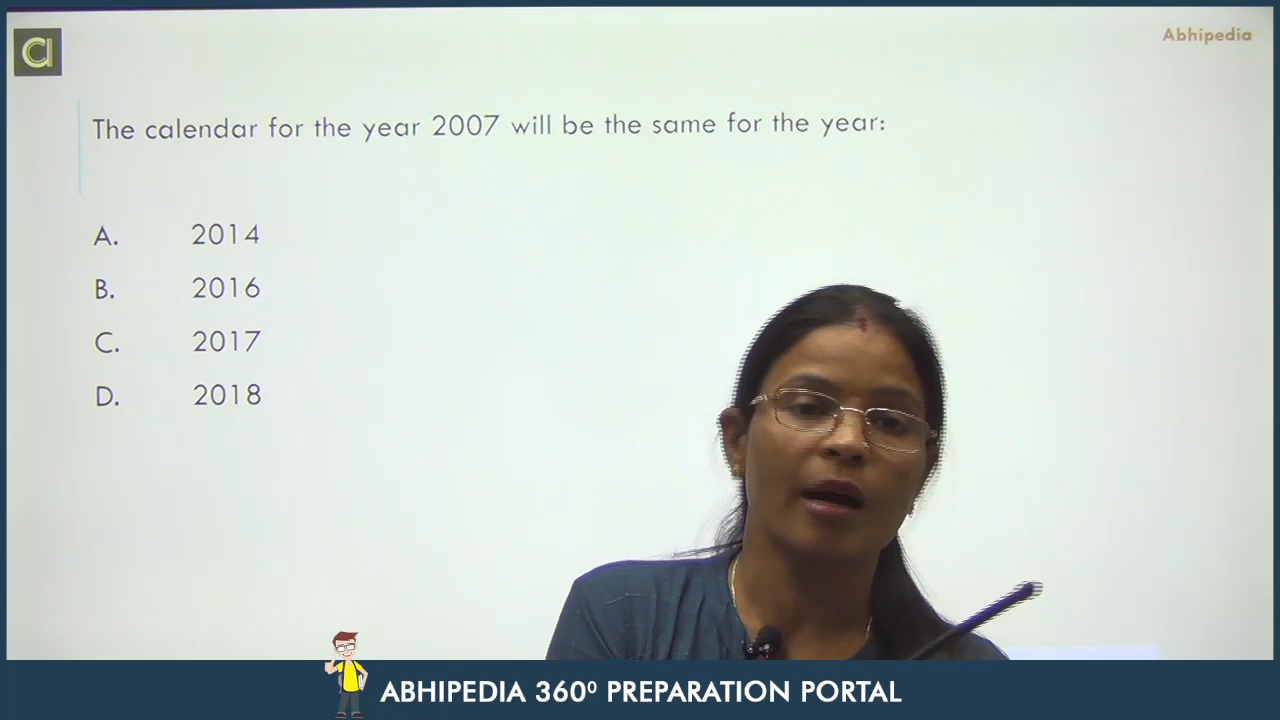 Abhipedia
The calendar for the year 2007 will be the same for the year:
A. 2014
B. 2016
C. 2017
D. 2018
ABHIPEDIA 360⁰ PREPARATION PORTAL